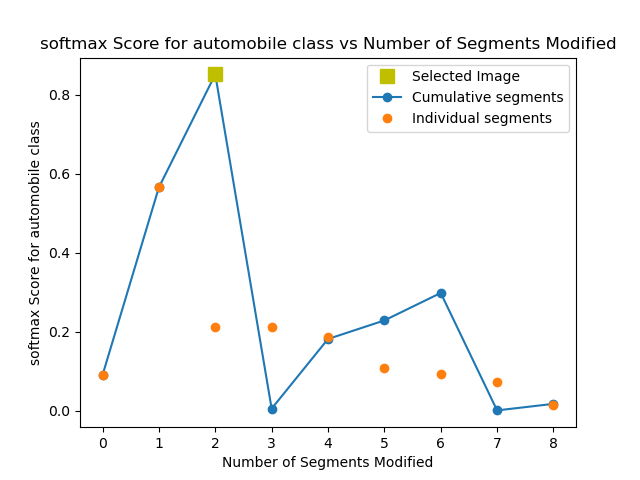 softmax Score for automobile class vs Number of Segments Modified
Selected Image
Cumulative segments
Individual segments
softmax Score for automobile class
0.8
0.6
0.4
0.2
0.0
0 1 2 3 4 5 6 7 8
Number of Segments Modified